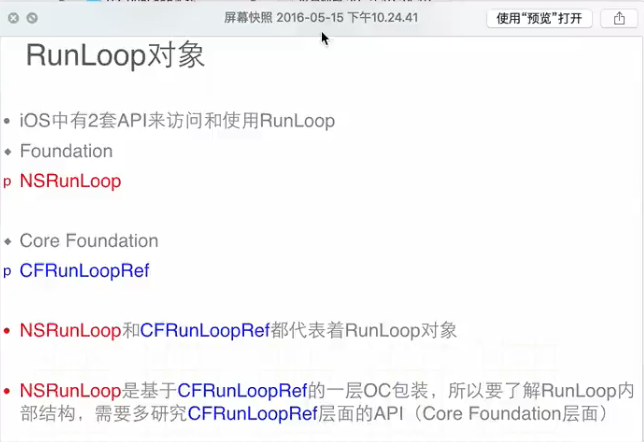 屏幕快照 2016-05-15 下午10.24.41
使用“预览”打开
RunLoop对象
• iOS中有2套API来访问和使用RunLoop
◆ Foundation
p NSRunLoop
◆ Core Foundation
p CFRunLoopRef
• NSRunLoop和CFRunLoopRef都代表着RunLoop对象
• NSRunLoop是基于CFRunLoopRef的一层OC包装，所以要了解RunLoop内
部结构，需要多研究CFRunLoopRef层面的API（Core Foundation层面）